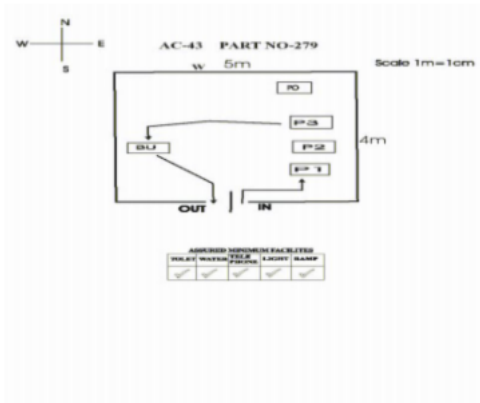 N
W E
S
AC-43 PART NO-279
W 5m
Scale 1m=1cm
PO
P3
4m
BU
P2
P1
OUT IN
ASSURED MINIMUM FACILITES
TOILET WATER TELE PHONE LIGHT RAMP